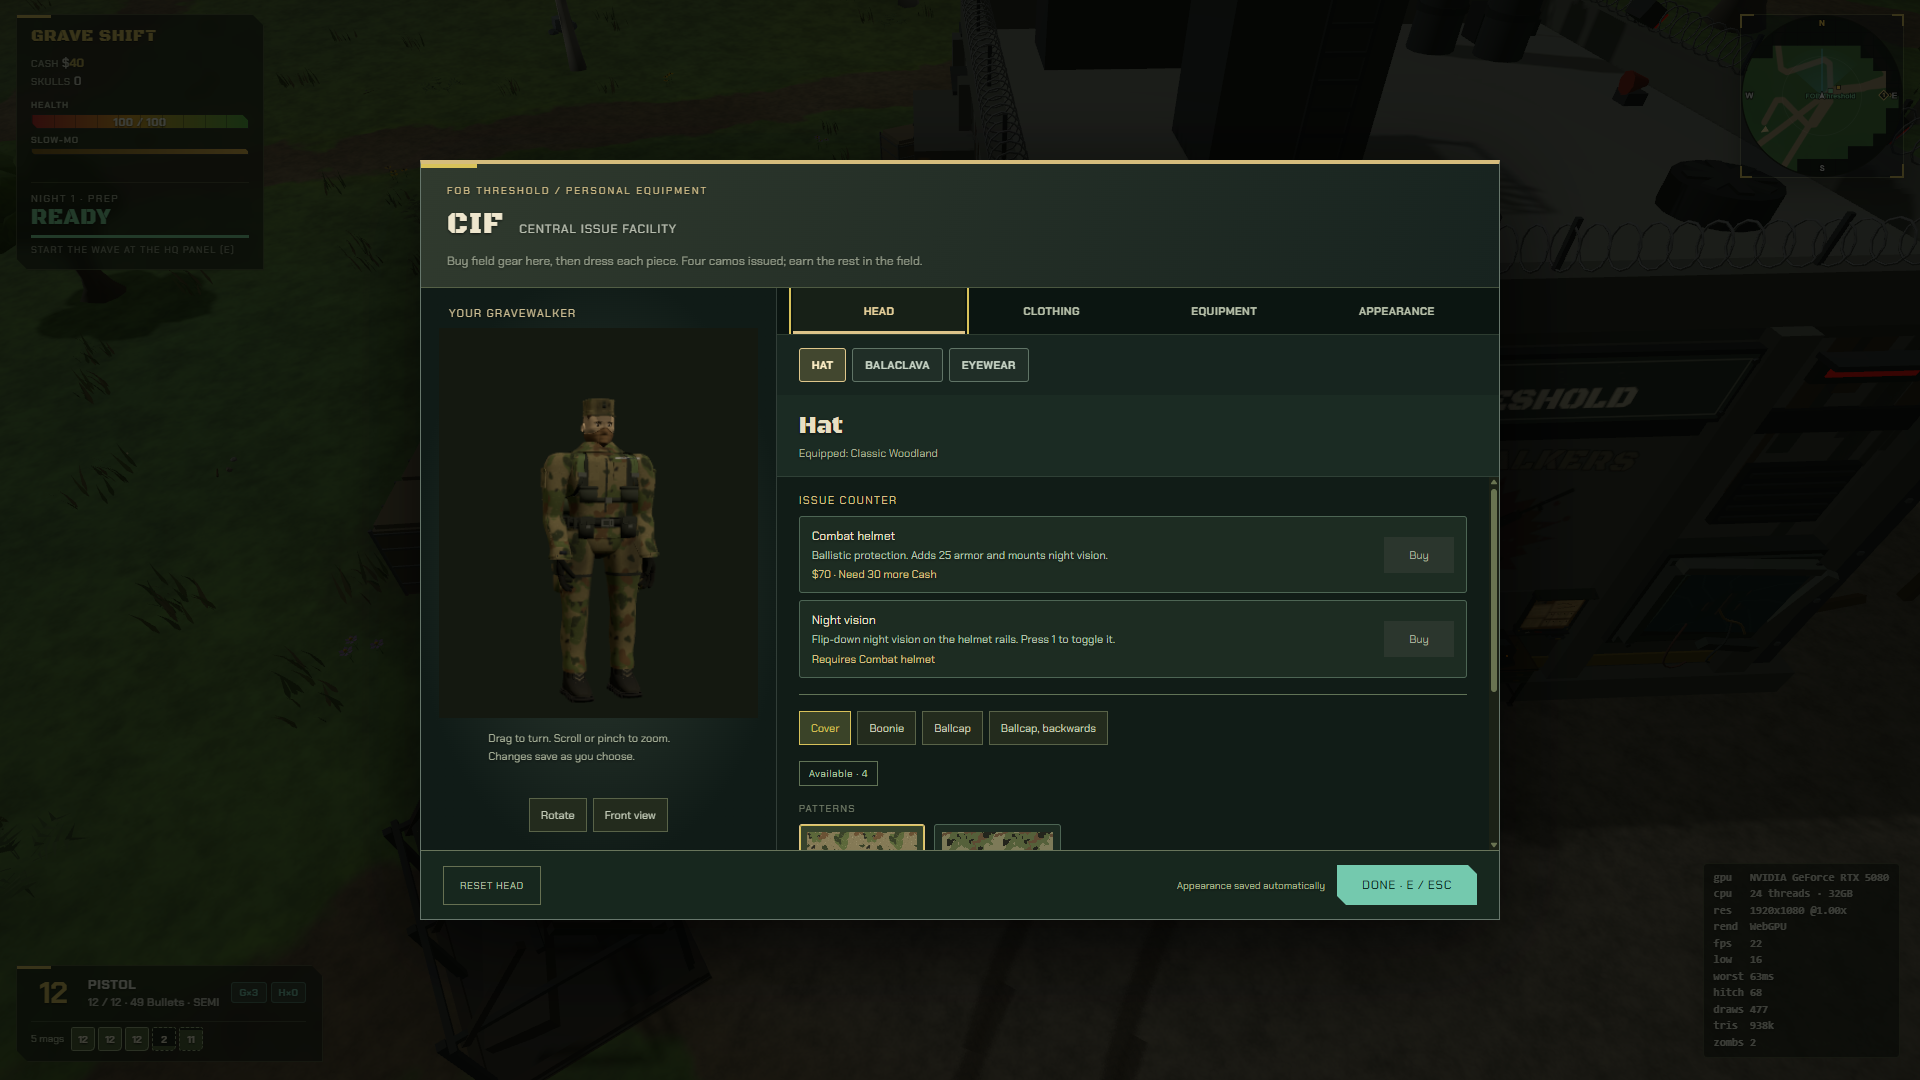 GRAVE SHIFT
CASH $40
SKULLS 0
HEALTH
100 / 100
SLOW-MO
NIGHT 1 · PREP
READY
START THE WAVE AT THE HQ PANEL [E]
N
W
E
S
FOB THRESHOLD / PERSONAL EQUIPMENT
CIF CENTRAL ISSUE FACILITY
Buy field gear here, then dress each piece. Four camos issued; earn the rest in the field.
YOUR GRAVEWALKER
HEAD CLOTHING EQUIPMENT APPEARANCE
HAT BALACLAVA EYEWEAR
Hat
Equipped: Classic Woodland
ISSUE COUNTER
Combat helmet
Ballistic protection. Adds 25 armor and mounts night vision.
$70 · Need 30 more Cash
Buy
Night vision
Flip-down night vision on the helmet rails. Press 1 to toggle it.
Requires Combat helmet
Buy
Cover Boonie Ballcap Ballcap, backwards
Available · 4
PATTERNS
Drag to turn. Scroll or pinch to zoom.
Changes save as you choose.
Rotate Front view
RESET HEAD
Appearance saved automatically
DONE · E / ESC
ESHOLD
LKERS
12 PISTOL
12 / 12 · 49 Bullets · SEMI
G×3 H×0
5 mags 12 12 12 2 11
gpu NVIDIA GeForce RTX 5080
cpu 24 threads · 32GB
res 1920x1080 @1.00x
rend WebGPU
fps 22
low 16
worst 63ms
hitch 68
draws 477
tris 938k
zombs 2